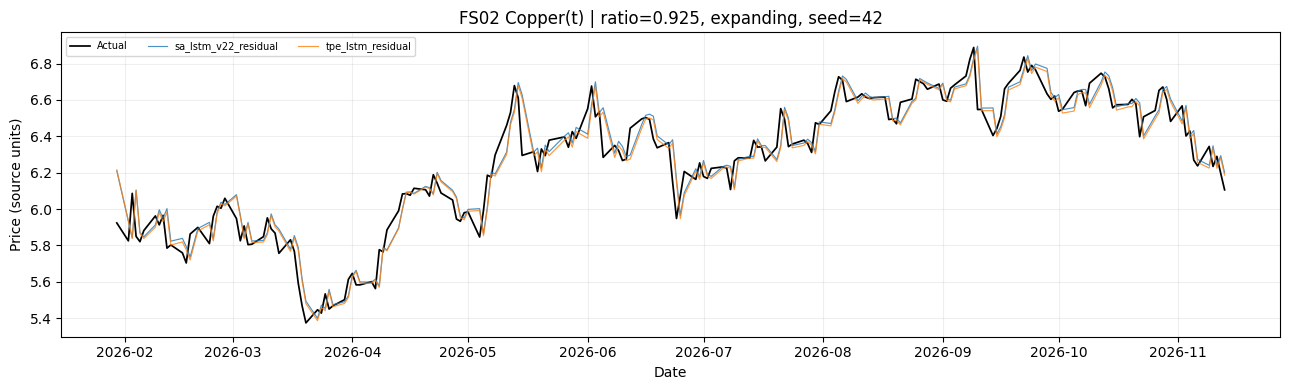 FS02 Copper(t) | ratio=0.925, expanding, seed=42
Actual sa_lstm_v22_residual tpe_lstm_residual
Price (source units)
6.8
6.6
6.4
6.2
6.0
5.8
5.6
5.4
2026-02 2026-03 2026-04 2026-05 2026-06 2026-07 2026-08 2026-09 2026-10 2026-11
Date